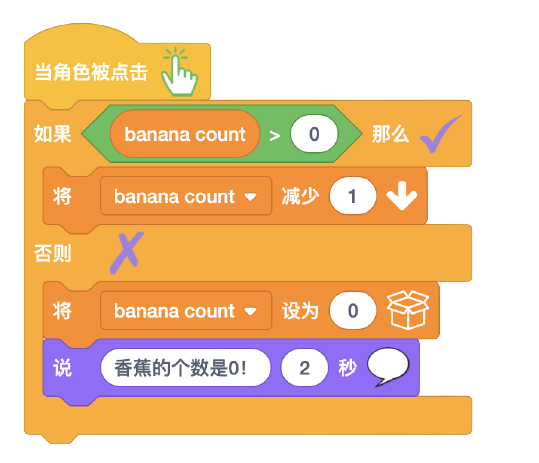 当角色被点击
如果 banana count > 0 那么
将 banana count 减少 1
否则
将 banana count 设为 0
说 香蕉的个数是0! 2 秒